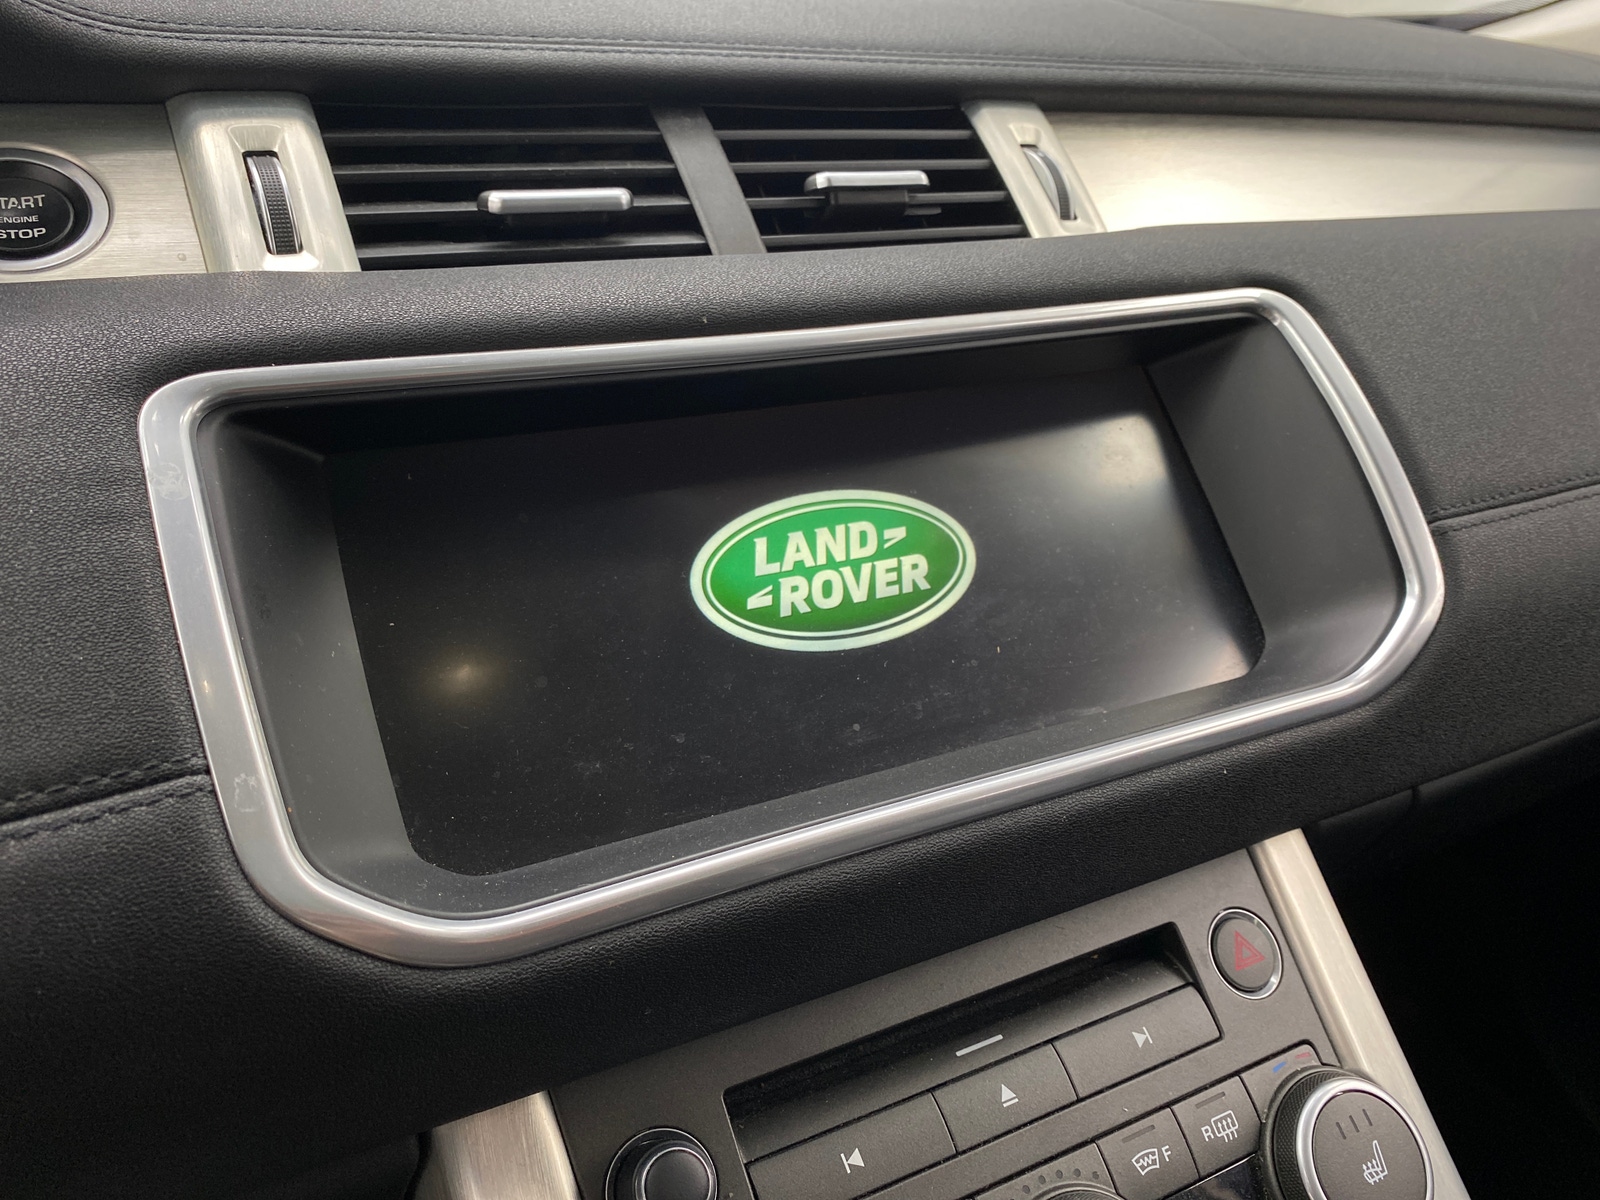 START
ENGINE
STOP
LAND
ROVER
R
F